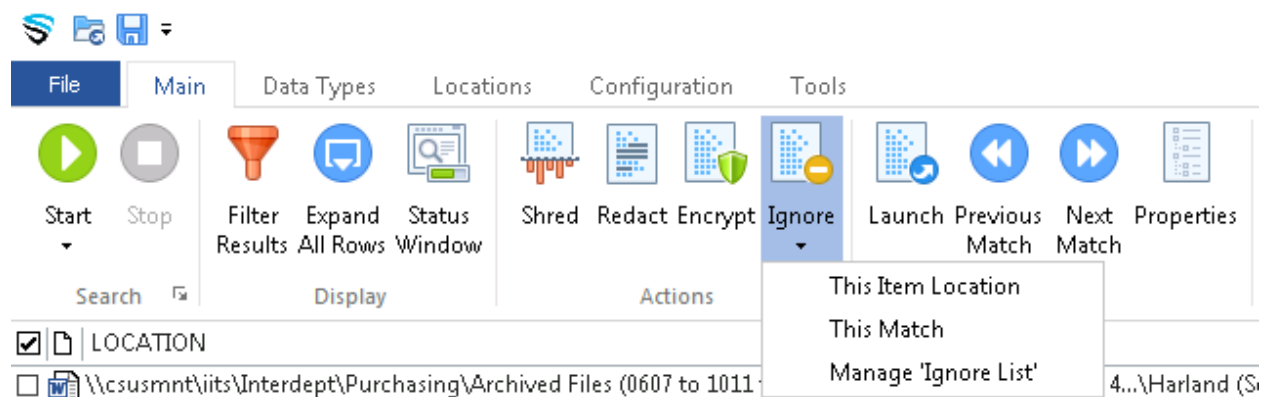 File Main Data Types Locations Configuration Tools
Start Stop Filter Expand Status Shred Redact Encrypt Ignore Launch Previous Next Properties
Results All Rows Window Match Match
Search Display Actions
This Item Location
LOCATION
This Match
Manage 'Ignore List'
\\csusmnt\iits\Interdept\Purchasing\Archived Files (0607 to 1011 4...\Harland